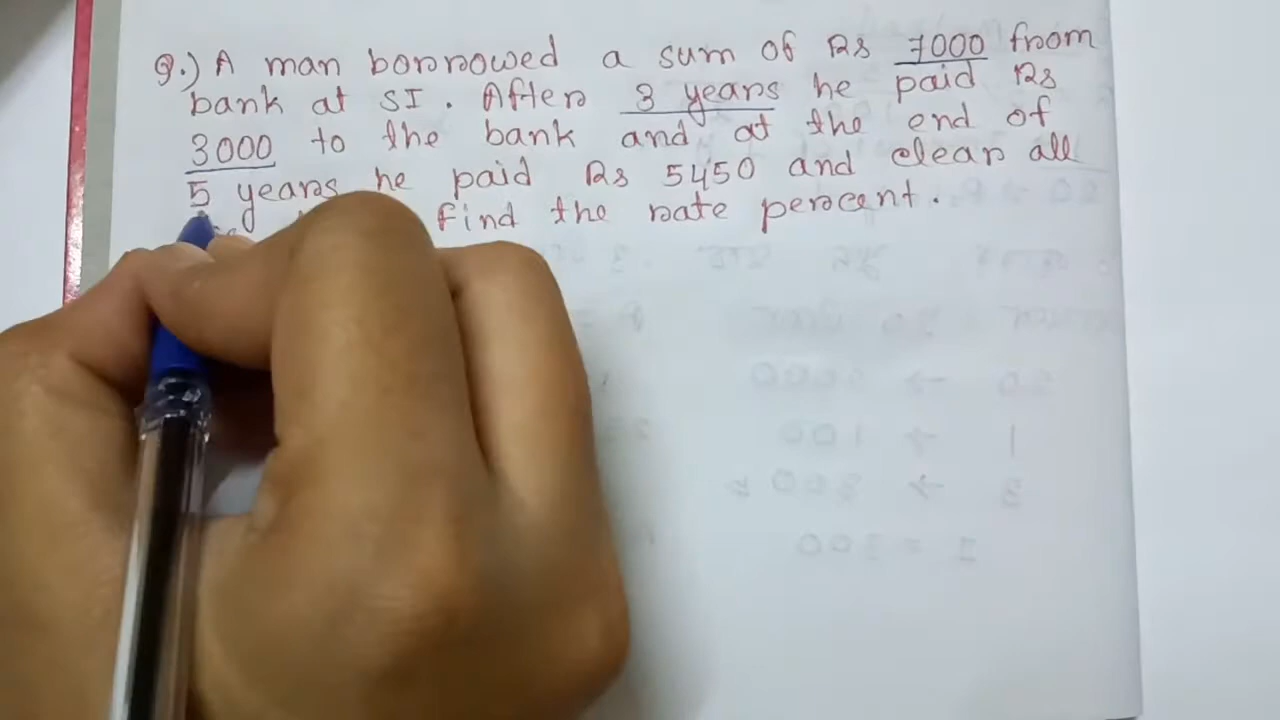 Q.) A man borrowed a sum of Rs 7000 from
bank at SI. After 3 years he paid Rs
3000 to the bank and at the end of
5 years he paid Rs 5450 and clear all
find the rate percent.